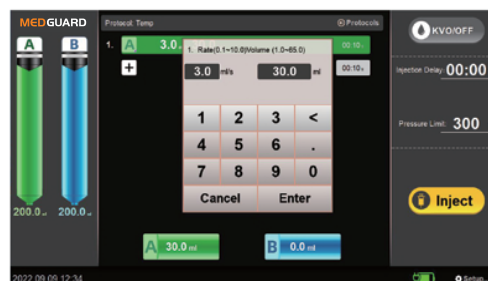 MEDGUARD
Protocol: Temp
Protocols
KVO/OFF
A
B
1. A 3.0
1. Rate(0.1~10.0)Volume (1.0~65.0)
00:10 s
3.0 ml/s 30.0 ml
+
00:10 s
Injection Delay: 00:00
1 2 3 <
4 5 6 .
7 8 9 0
Pressure Limit: 300
Cancel Enter
Inject
200.0 200.0
A 30.0 ml
B 0.0 ml
2022.09.09 12:34
Setup